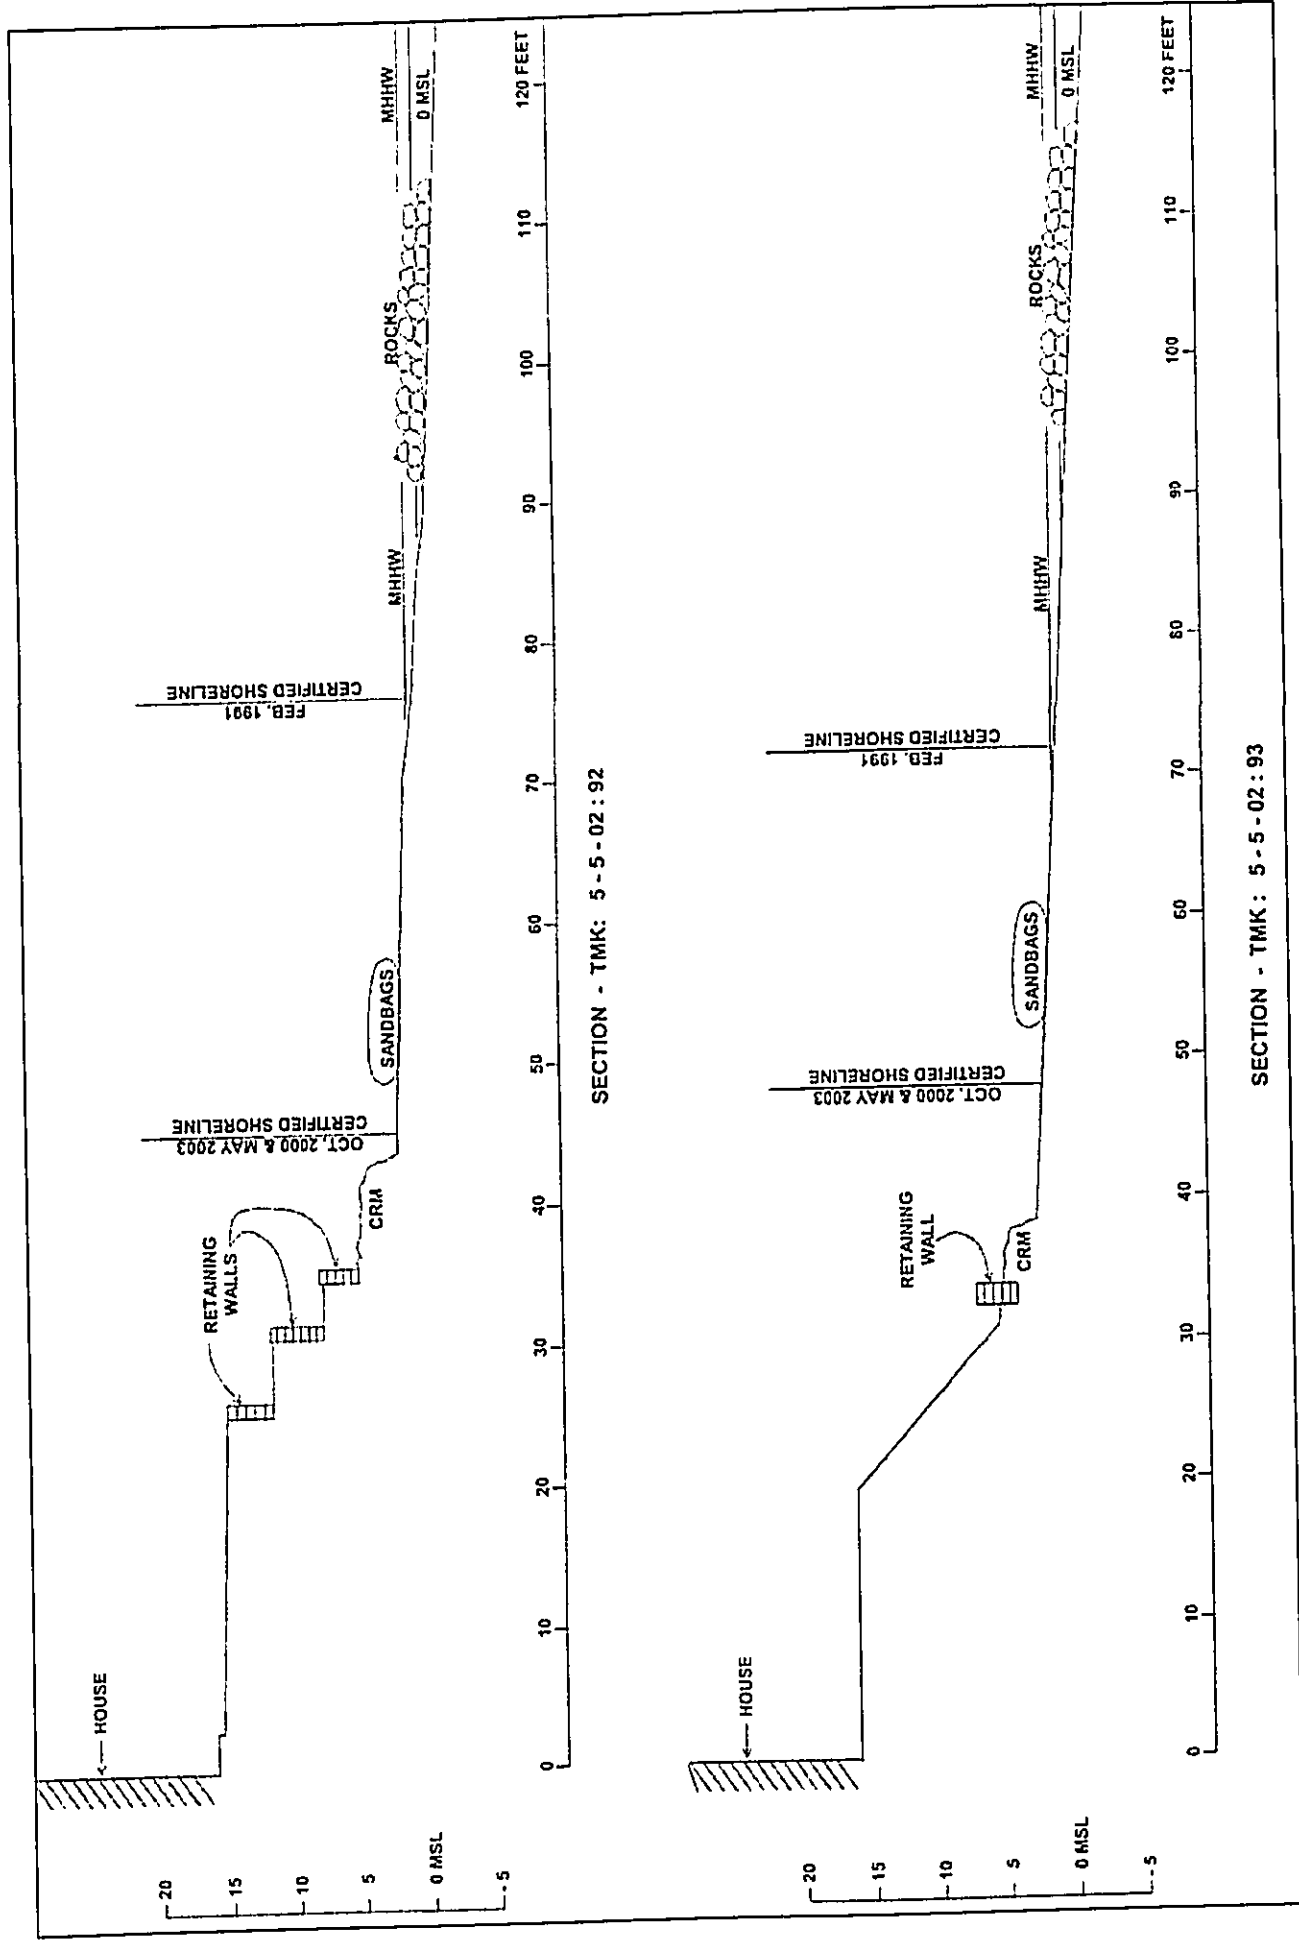 HOUSE
RETAINING
WALLS
CRM
OCT, 2000 & MAY 2003
CERTIFIED SHORELINE
SANDBAGS
FEB. 1991
CERTIFIED SHORELINE
MHHW
ROCKS
MHHW
0 MSL
20
15
10
5
0 MSL
- 5
0
10
20
30
40
50
60
70
80
90
100
110
120 FEET
SECTION - TMK: 5 - 5 - 02 : 92
HOUSE
RETAINING
WALL
CRM
OCT. 2000 & MAY 2003
CERTIFIED SHORELINE
SANDBAGS
FEB. 1991
CERTIFIED SHORELINE
MHHW
ROCKS
MHHW
0 MSL
20
15
10
5
0 MSL
- 5
0
10
20
30
40
50
60
70
80
90
100
110
120 FEET
SECTION - TMK: 5 - 5 - 02 : 93